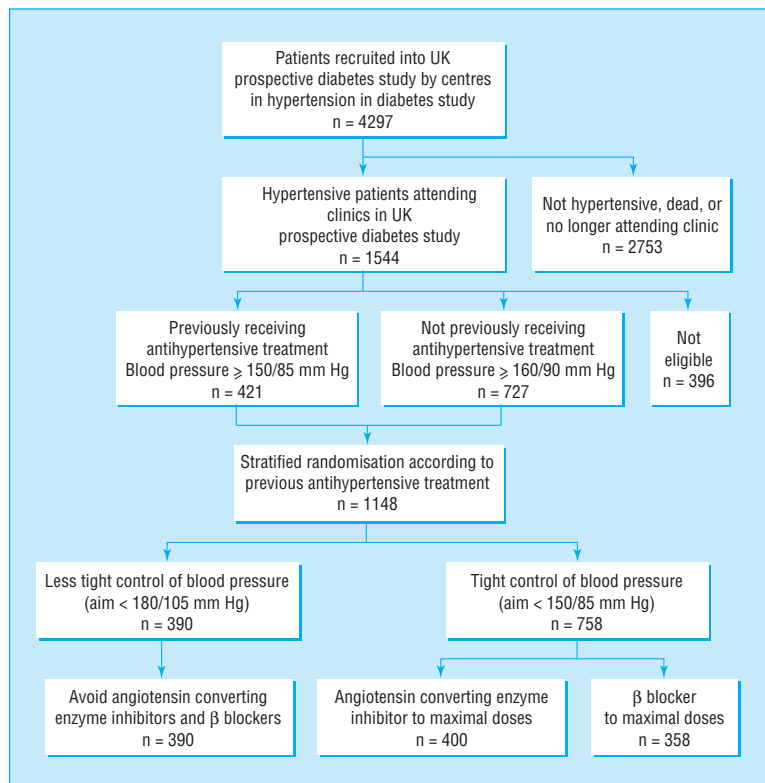 Patients recruited into UK
prospective diabetes study by centres
in hypertension in diabetes study
n = 4297
Hypertensive patients attending
clinics in UK
prospective diabetes study
n = 1544
Not hypertensive, dead, or
no longer attending clinic
n = 2753
Previously receiving
antihypertensive treatment
Blood pressure ⩾ 150/85 mm Hg
n = 421
Not previously receiving
antihypertensive treatment
Blood pressure ⩾ 160/90 mm Hg
n = 727
Not
eligible
n = 396
Stratified randomisation according to
previous antihypertensive treatment
n = 1148
Less tight control of blood pressure
(aim < 180/105 mm Hg)
n = 390
Tight control of blood pressure
(aim < 150/85 mm Hg)
n = 758
Avoid angiotensin converting
enzyme inhibitors and β blockers
n = 390
Angiotensin converting enzyme
inhibitor to maximal doses
n = 400
β blocker
to maximal doses
n = 358